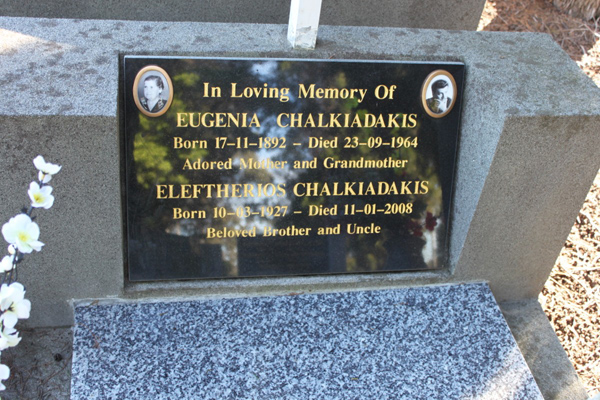 In Loving Memory Of
EUGENIA CHALKIADAKIS
Born 17-11-1892 - Died 23-09-1964
Adored Mother and Grandmother
ELEFTHERIOS CHALKIADAKIS
Born 10-03-1927 - Died 11-01-2008
Beloved Brother and Uncle